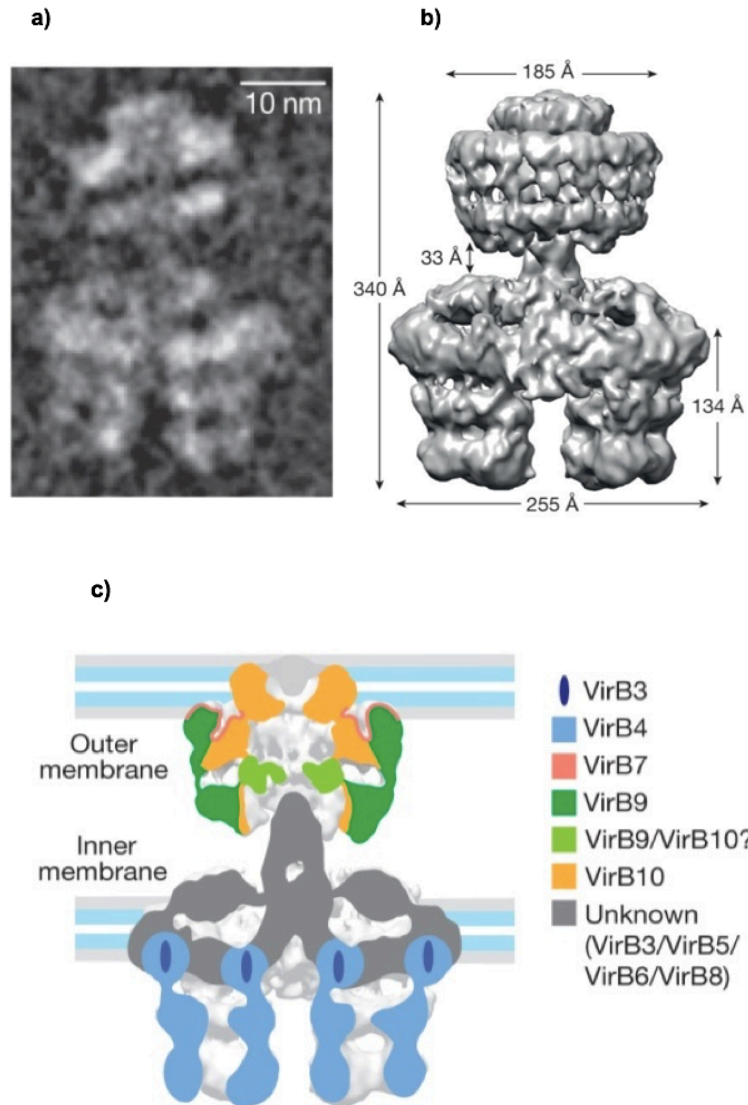 a)
b)
10 nm
185 Å
33 Å
340 Å
134 Å
255 Å
c)
Outer
membrane
Inner
membrane
VirB3
VirB4
VirB7
VirB9
VirB9/VirB10?
VirB10
Unknown
(VirB3/VirB5/
VirB6/VirB8)